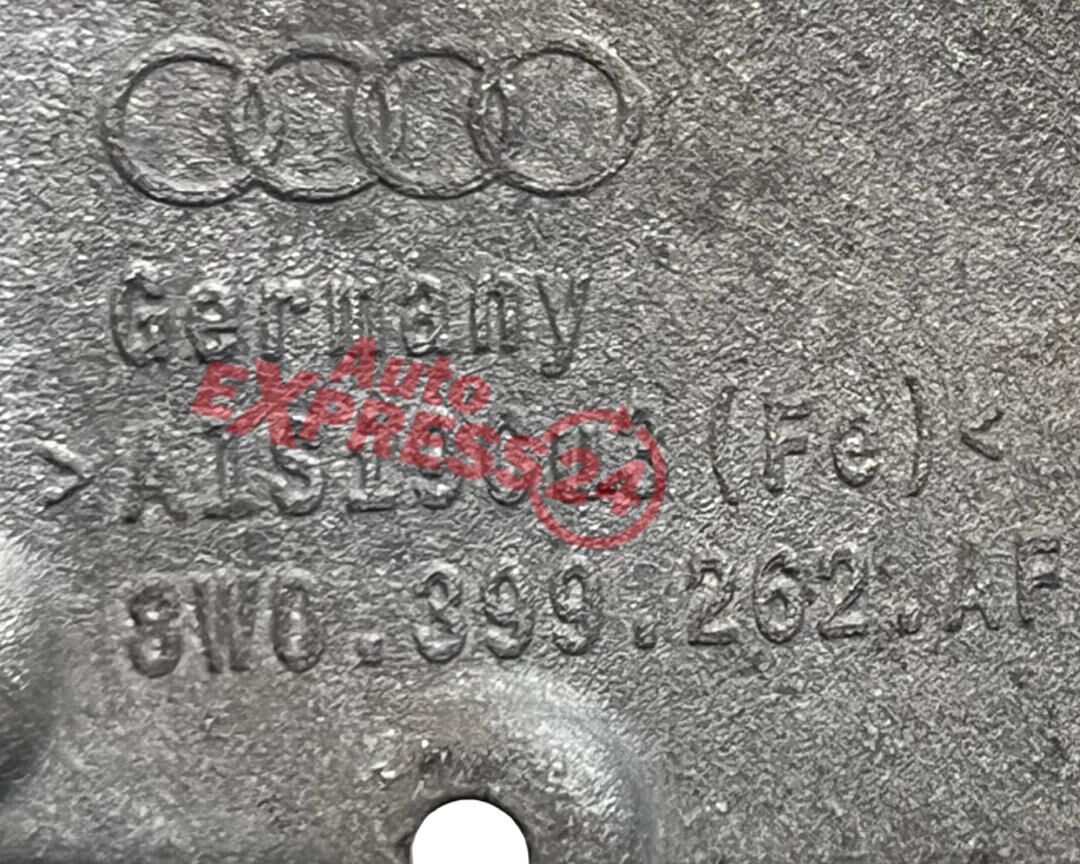 Germany
Auto
EXPRESS24
(Fe)<
8W0.399.262.AF